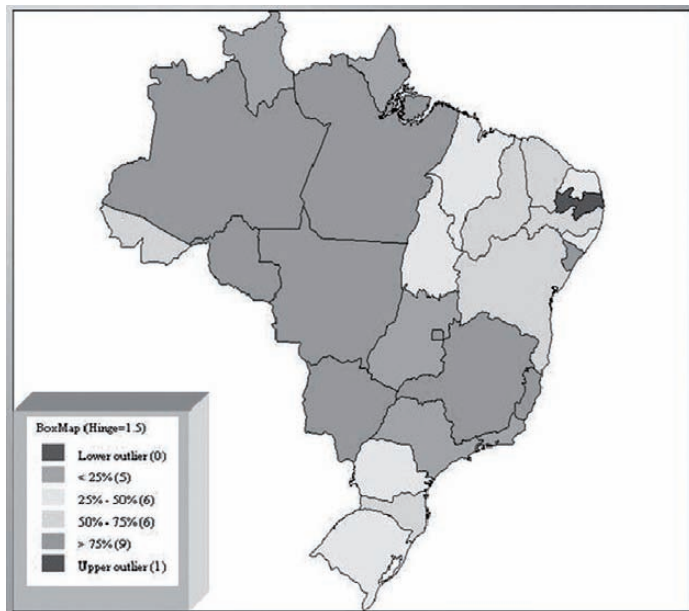 BoxMap (Hinge=1.5)
Lower outlier (0)
< 25% (5)
25% - 50% (6)
50% - 75% (6)
> 75% (9)
Upper outlier (1)